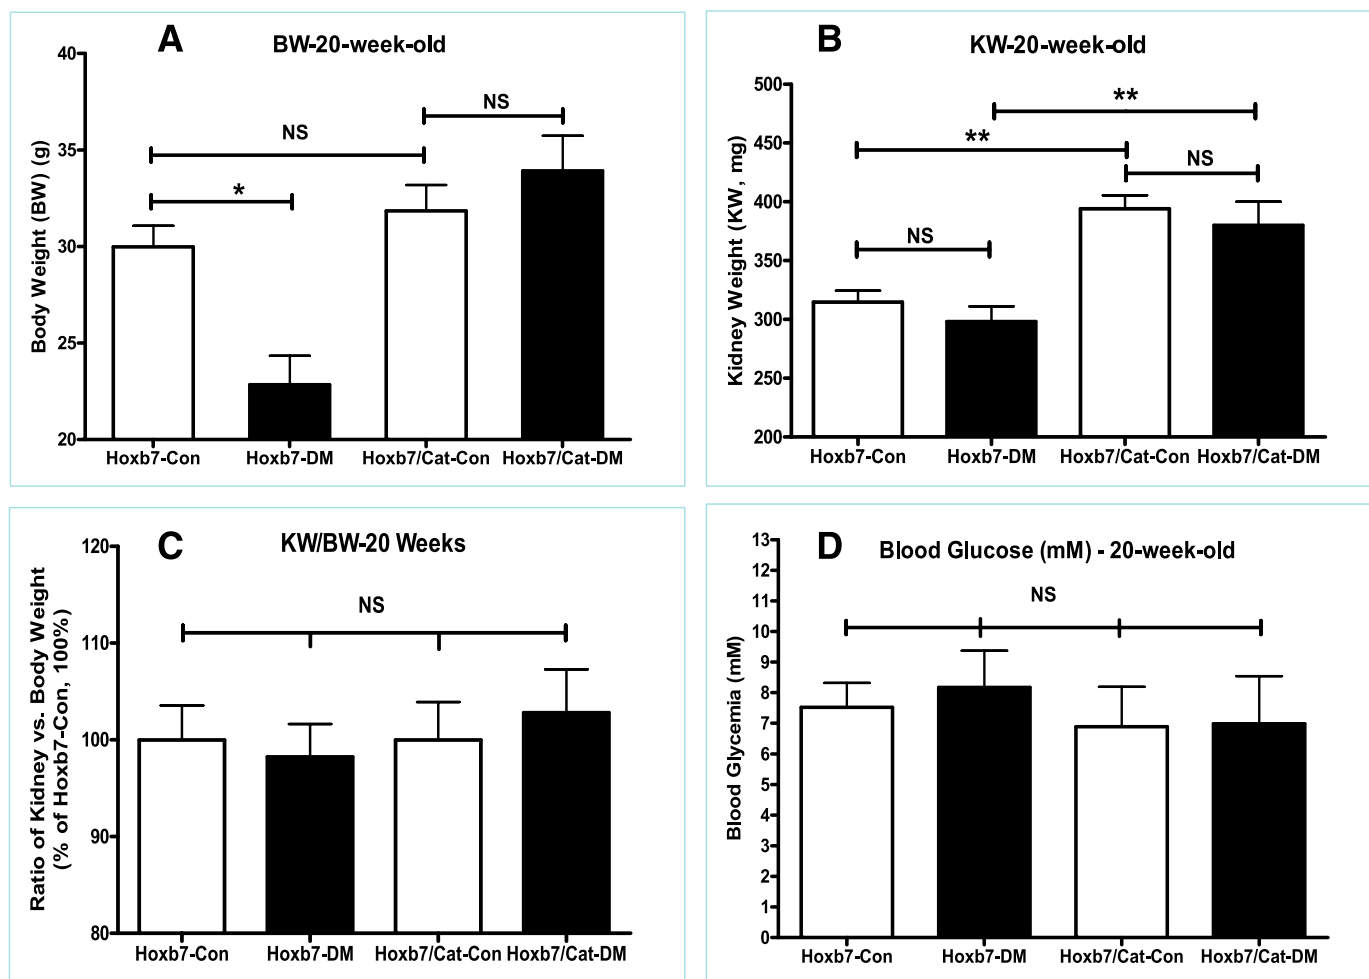 A
BW-20-week-old
Body Weight (BW) (g)
40
35
30
25
20
NS
NS
*
Hoxb7-Con
Hoxb7-DM
Hoxb7/Cat-Con
Hoxb7/Cat-DM
B
KW-20-week-old
Kidney Weight (KW, mg)
500
450
400
350
300
250
200
**
**
NS
NS
Hoxb7-Con
Hoxb7-DM
Hoxb7/Cat-Con
Hoxb7/Cat-DM
C
KW/BW-20 Weeks
Ratio of Kidney vs. Body Weight
(% of Hoxb7-Con, 100%)
120
110
100
90
80
NS
Hoxb7-Con
Hoxb7-DM
Hoxb7/Cat-Con
Hoxb7/Cat-DM
D
Blood Glucose (mM) - 20-week-old
Blood Glycemia (mM)
13
12
11
10
9
8
7
6
5
4
3
2
1
0
NS
Hoxb7-Con
Hoxb7-DM
Hoxb7/Cat-Con
Hoxb7/Cat-DM